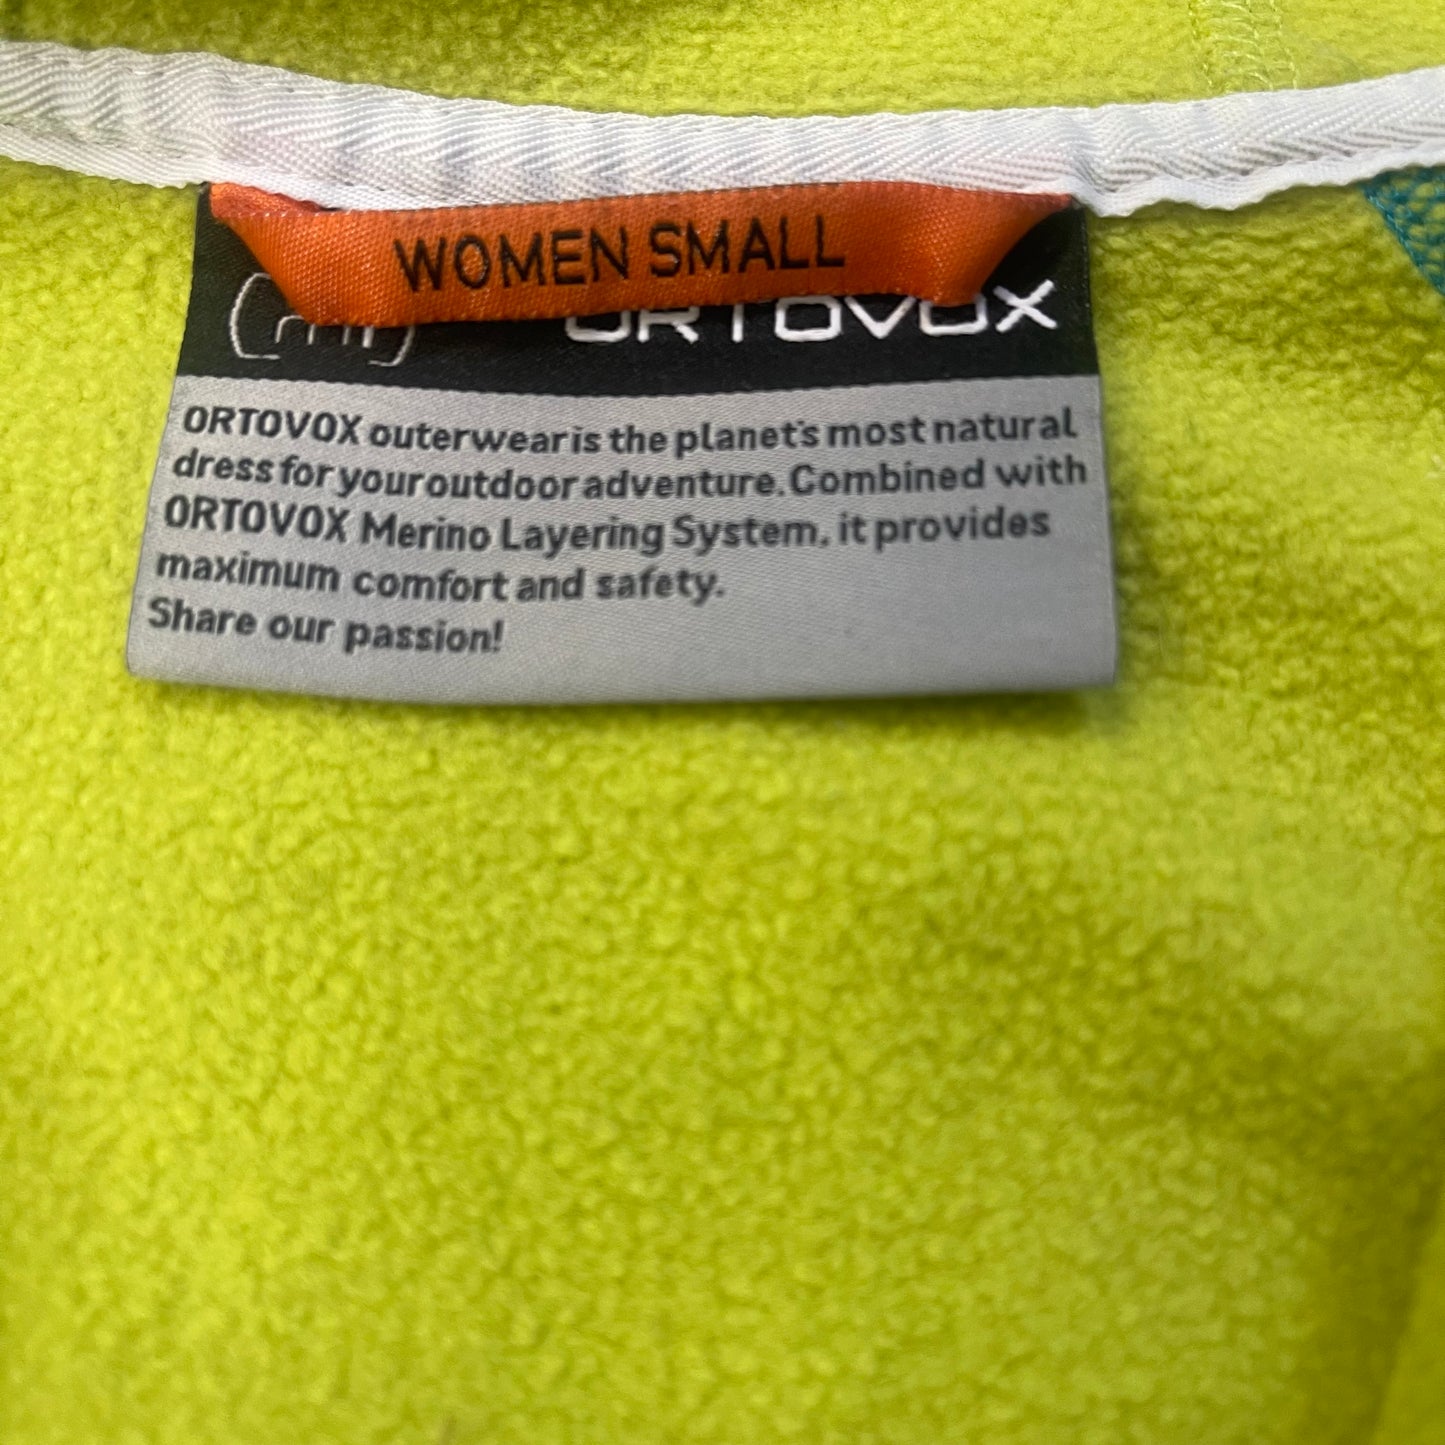 WOMEN SMALL
ORTOVOX
ORTOVOX outerwear is the planet's most natural
dress for your outdoor adventure. Combined with
ORTOVOX Merino Layering System, it provides
maximum comfort and safety.
Share our passion!